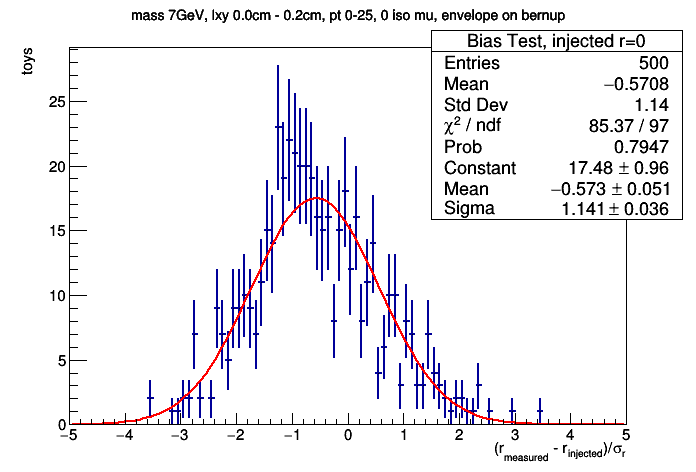 mass 7GeV, lxy 0.0cm - 0.2cm, pt 0-25, 0 iso mu, envelope on bernup
Bias Test, injected r=0
Entries 500
Mean −0.5708
Std Dev 1.14
χ² / ndf 85.37 / 97
Prob 0.7947
Constant 17.48 ± 0.96
Mean −0.573 ± 0.051
Sigma 1.141 ± 0.036
toys
25
20
15
10
5
0
−5 −4 −3 −2 −1 0 1 2 3 4 5
(r_measured - r_injected)/σ_r